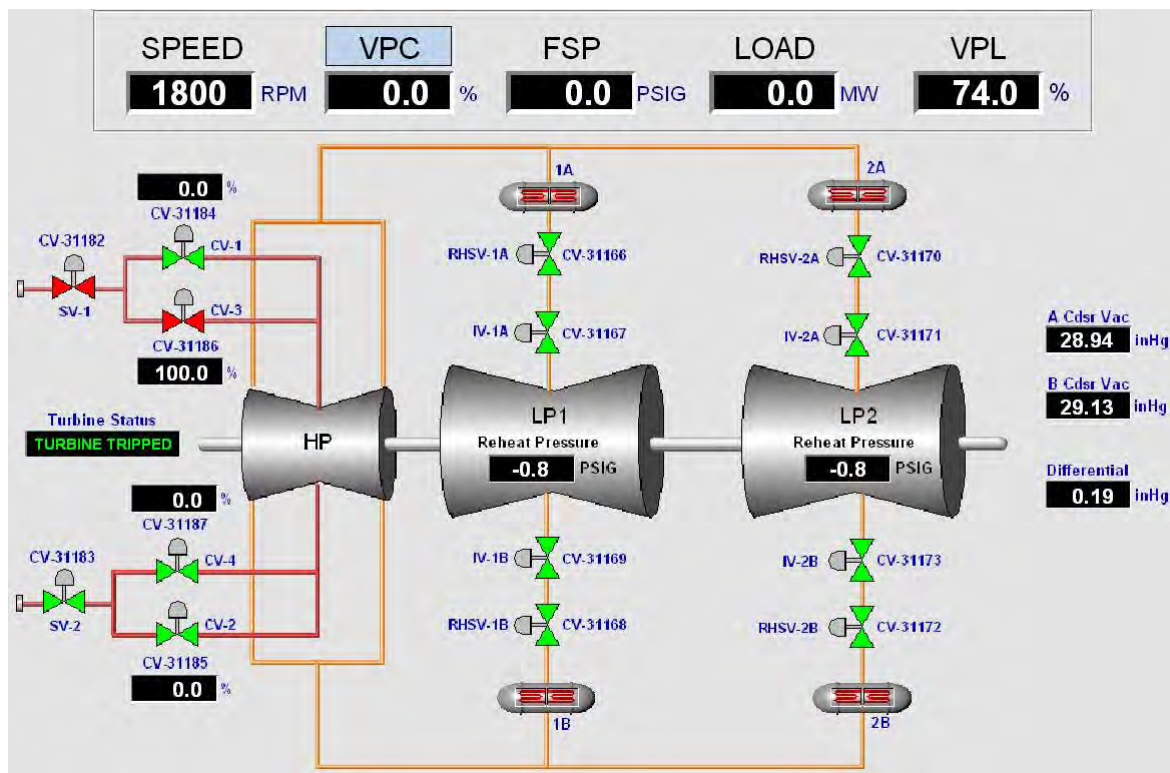 SPEED VPC FSP LOAD VPL
1800 RPM 0.0 % 0.0 PSIG 0.0 MW 74.0 %
1A 2A
0.0 %
CV-31184
CV-31182 CV-1
RHSV-1A CV-31166 RHSV-2A CV-31170
SV-1 CV-3
A Cdsr Vac
IV-1A CV-31167 IV-2A CV-31171
28.94 inHg
CV-31186
100.0 %
B Cdsr Vac
29.13 inHg
Turbine Status
TURBINE TRIPPED
HP
LP1
Reheat Pressure
-0.8 PSIG
LP2
Reheat Pressure
-0.8 PSIG
Differential
0.19 inHg
0.0 %
CV-31187
CV-31183 CV-4
IV-1B CV-31169 IV-2B CV-31173
SV-2 CV-2
RHSV-1B CV-31168 RHSV-2B CV-31172
CV-31185
0.0 %
1B 2B